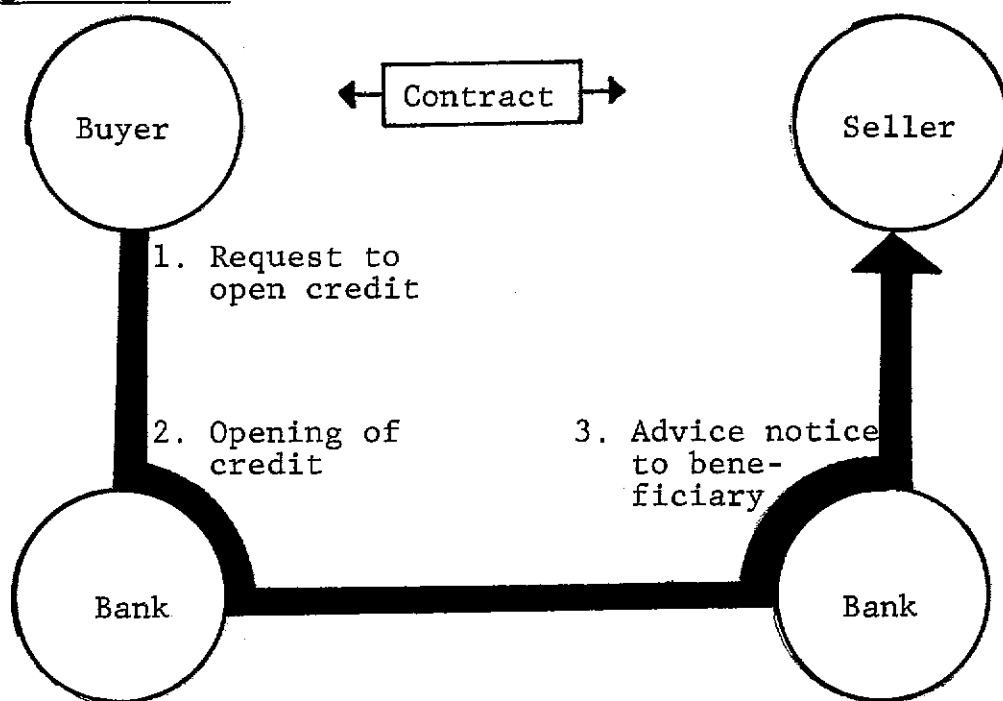 Buyer
Contract
Seller
1. Request to
open credit
2. Opening of
credit
3. Advice notice
to bene-
ficiary
Bank
Bank